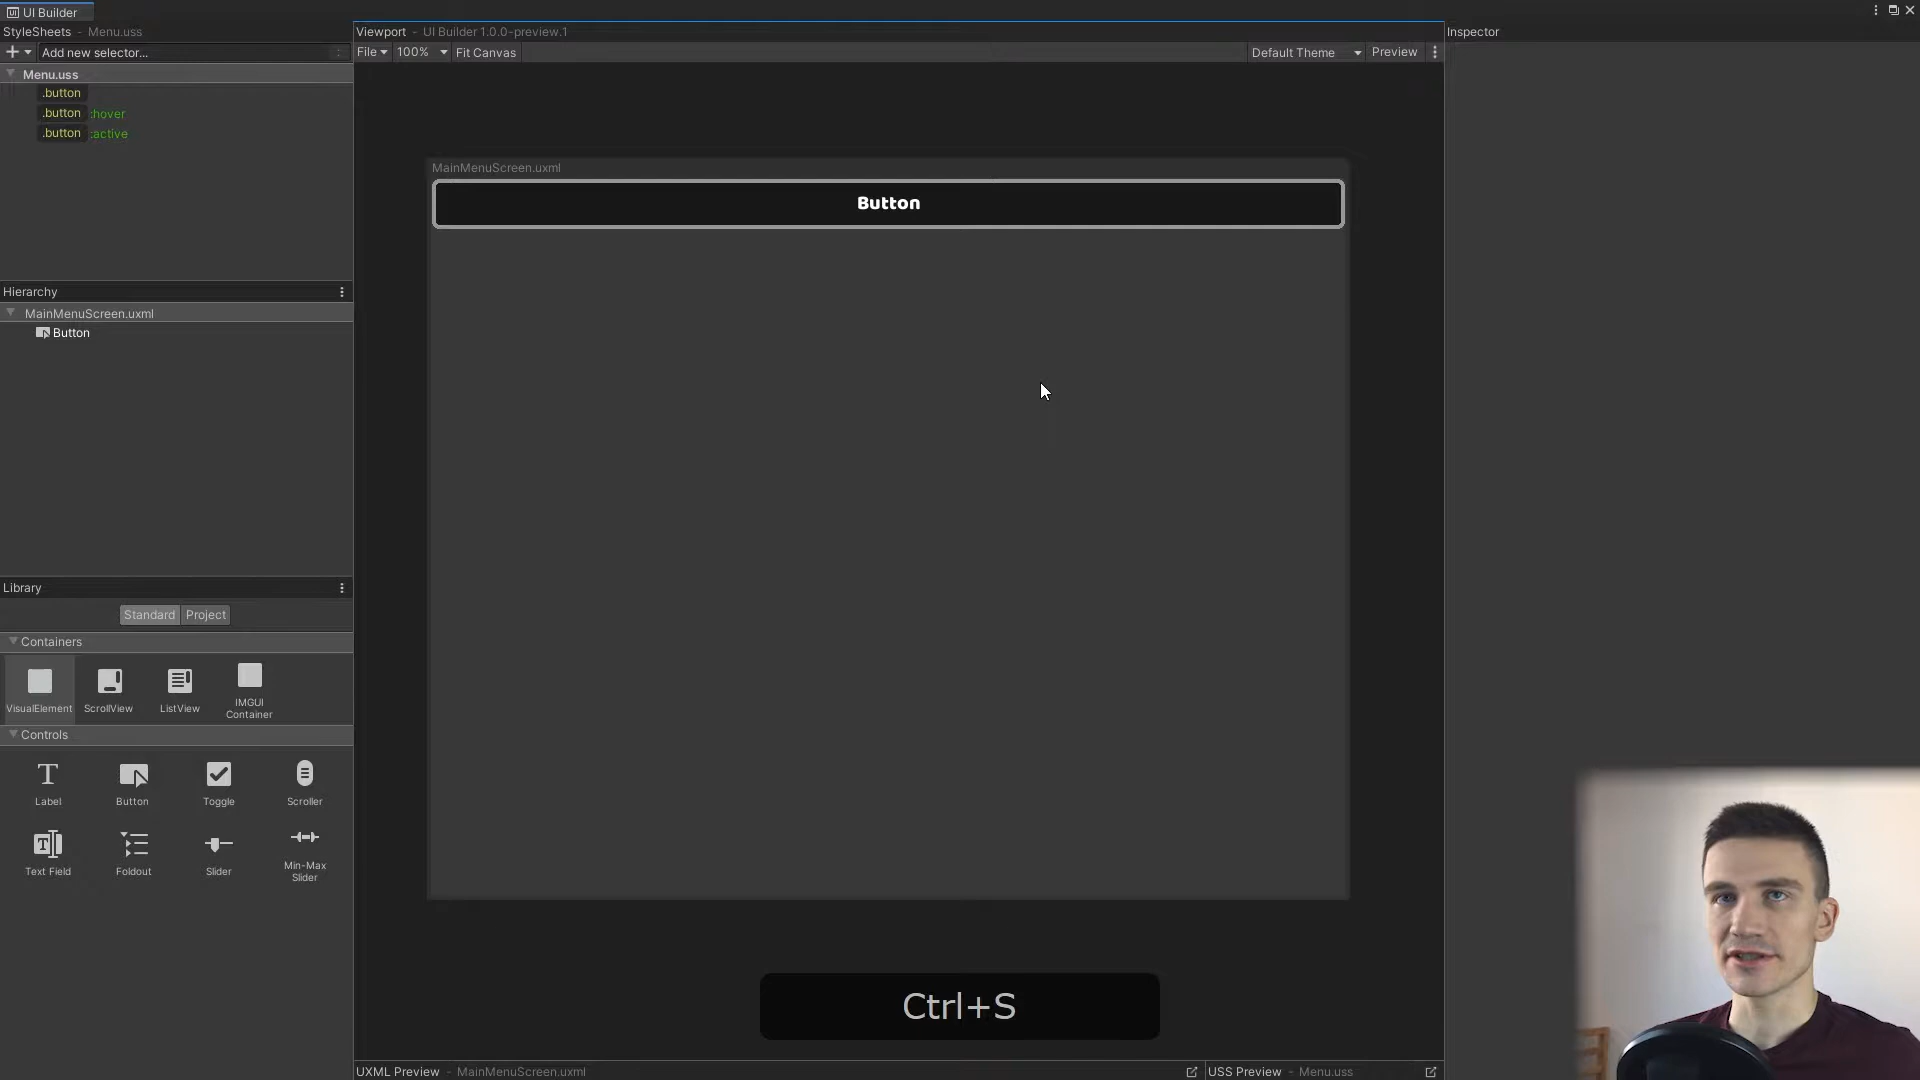 UI Builder
StyleSheets - Menu.uss
Add new selector...
Menu.uss
.button
.button :hover
.button :active
Hierarchy
MainMenuScreen.uxml
Button
Library
Standard Project
Containers
VisualElement ScrollView ListView IMGUI
Container
Controls
Label Button Toggle Scroller
Text Field Foldout Slider Min-Max
Slider
Viewport - UI Builder 1.0.0-preview.1
File 100% Fit Canvas Default Theme Preview
MainMenuScreen.uxml
Button
Ctrl+S
UXML Preview - MainMenuScreen.uxml
USS Preview - Menu.uss
Inspector